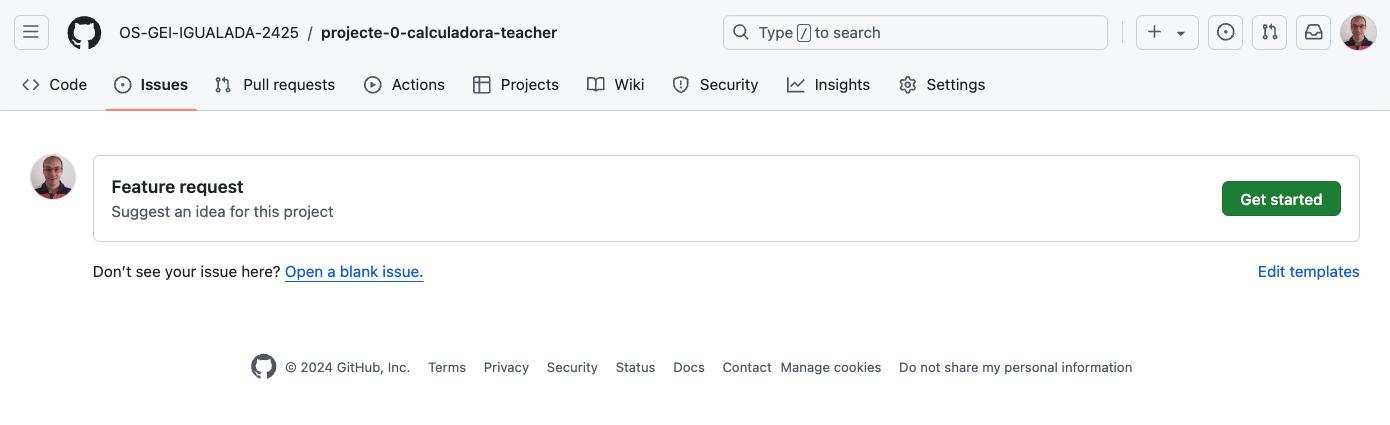 OS-GEI-IGUALADA-2425 / projecte-0-calculadora-teacher
Type / to search
Code Issues Pull requests Actions Projects Wiki Security Insights Settings
Feature request
Suggest an idea for this project
Get started
Don’t see your issue here? Open a blank issue.
Edit templates
© 2024 GitHub, Inc. Terms Privacy Security Status Docs Contact Manage cookies Do not share my personal information